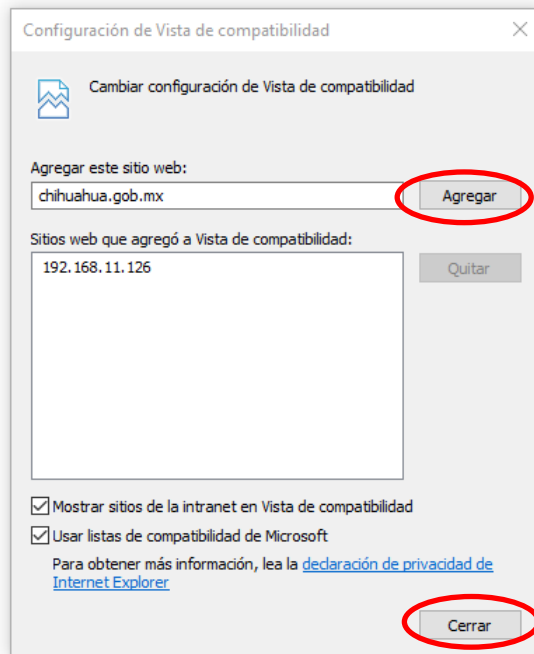 Configuración de Vista de compatibilidad
Cambiar configuración de Vista de compatibilidad
Agregar este sitio web:
chihuahua.gob.mx
Agregar
Sitios web que agregó a Vista de compatibilidad:
192.168.11.126
Quitar
Mostrar sitios de la intranet en Vista de compatibilidad
Usar listas de compatibilidad de Microsoft
Para obtener más información, lea la declaración de privacidad de
Internet Explorer
Cerrar